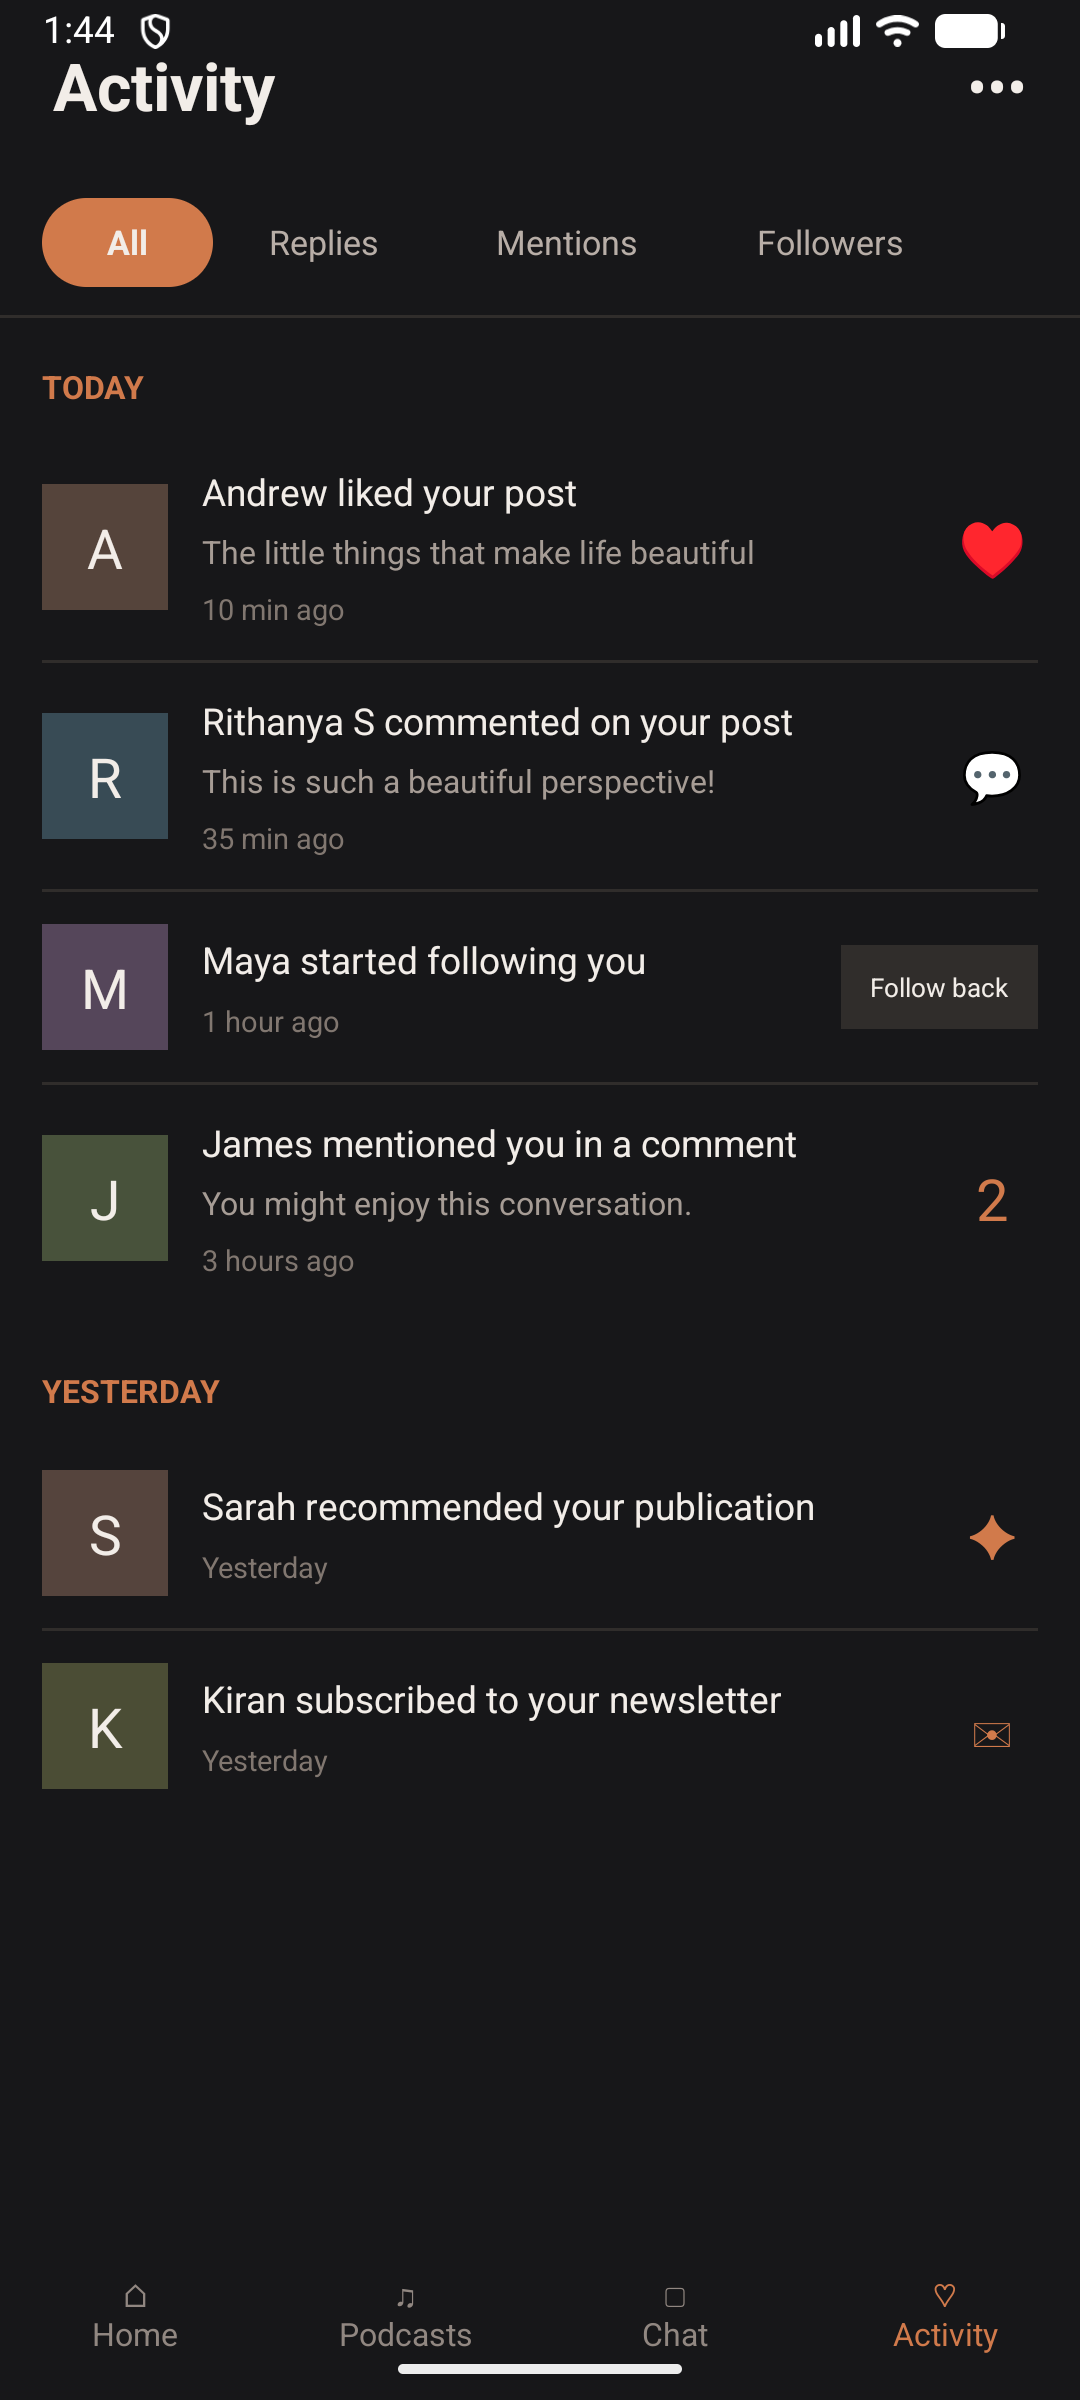 1:44
Activity
All
Replies
Mentions
Followers
TODAY
A
Andrew liked your post
The little things that make life beautiful
10 min ago
R
Rithanya S commented on your post
This is such a beautiful perspective!
35 min ago
M
Maya started following you
1 hour ago
Follow back
J
James mentioned you in a comment
You might enjoy this conversation.
3 hours ago
2
YESTERDAY
S
Sarah recommended your publication
Yesterday
K
Kiran subscribed to your newsletter
Yesterday
Home
Podcasts
Chat
Activity